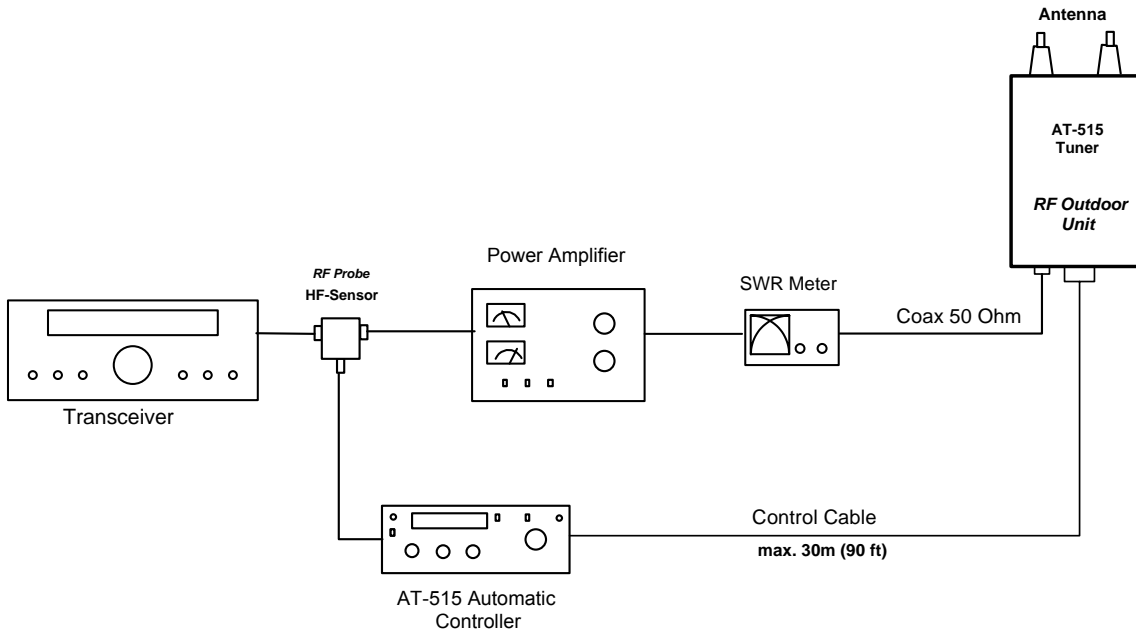 Antenna
AT-515
Tuner
RF Outdoor
Unit
Power Amplifier
RF Probe
HF-Sensor
SWR Meter
Coax 50 Ohm
Transceiver
Control Cable
max. 30m (90 ft)
AT-515 Automatic
Controller